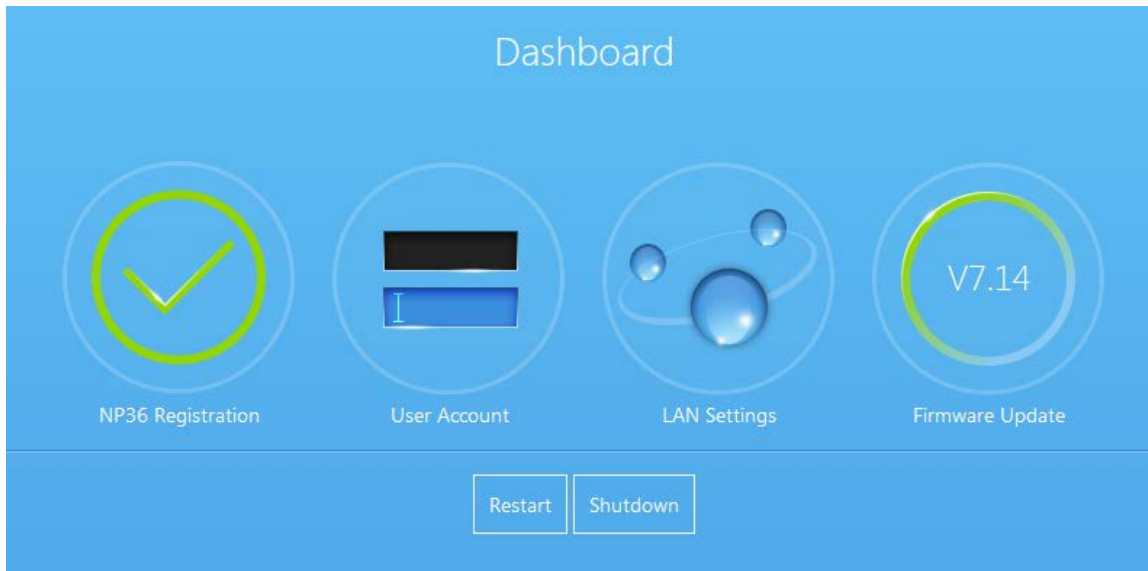 Dashboard
V7.14
NP36 Registration
User Account
LAN Settings
Firmware Update
Restart
Shutdown